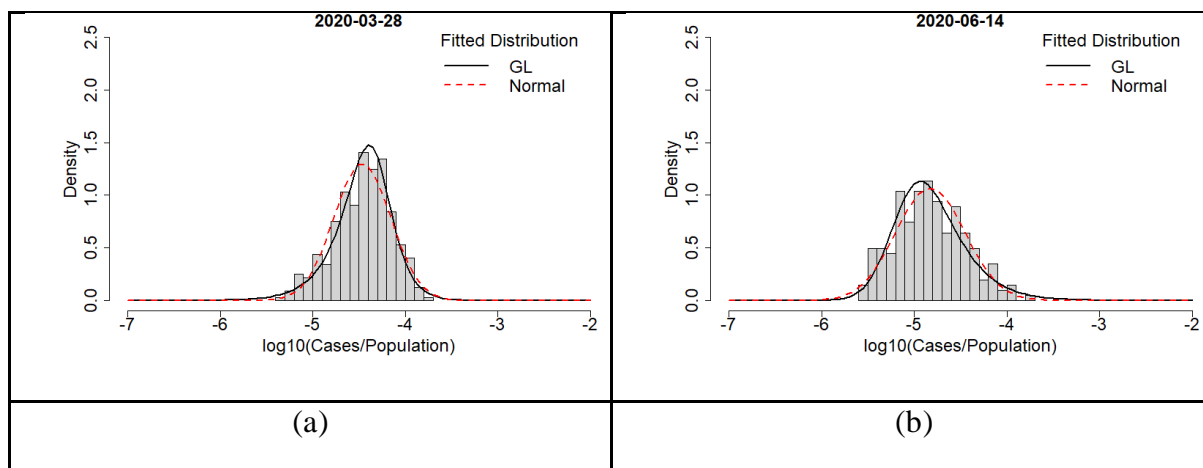 2020-03-28
Fitted Distribution
GL
Normal
Density
0.0 0.5 1.0 1.5 2.0 2.5
-7 -6 -5 -4 -3 -2
log10(Cases/Population)
(a)
2020-06-14
Fitted Distribution
GL
Normal
Density
0.0 0.5 1.0 1.5 2.0 2.5
-7 -6 -5 -4 -3 -2
log10(Cases/Population)
(b)